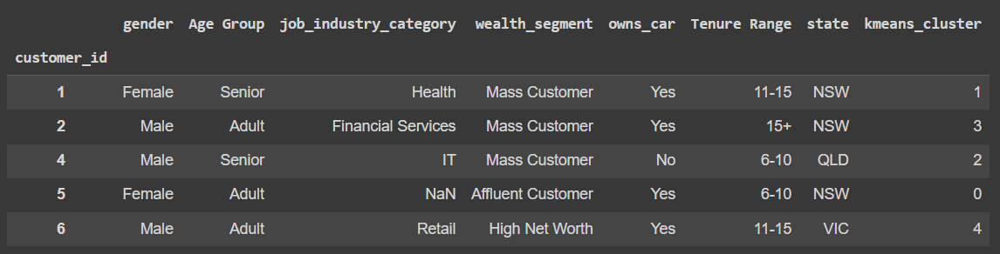 gender Age Group job_industry_category wealth_segment owns_car Tenure Range state kmeans_cluster
customer_id
1 Female Senior Health Mass Customer Yes 11-15 NSW 1
2 Male Adult Financial Services Mass Customer Yes 15+ NSW 3
4 Male Senior IT Mass Customer No 6-10 QLD 2
5 Female Adult NaN Affluent Customer Yes 6-10 NSW 0
6 Male Adult Retail High Net Worth Yes 11-15 VIC 4